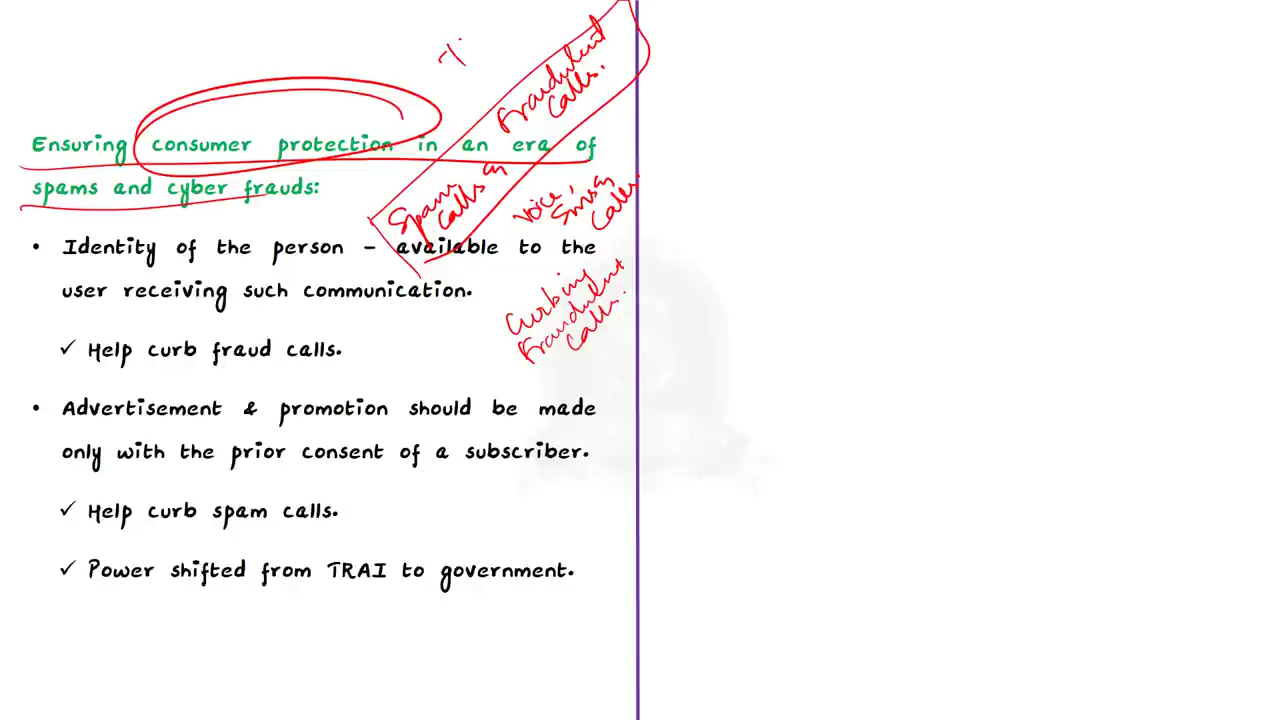 Fraudulent
Calls.
Ensuring consumer protection in an era of
spams and cyber frauds:
Spam
Calls
Voice,
Sms
Calls.
• Identity of the person – available to the
user receiving such communication.
Curbing
Fraudulent
Calls.
✓ Help curb fraud calls.
• Advertisement & promotion should be made
only with the prior consent of a subscriber.
✓ Help curb spam calls.
✓ Power shifted from TRAI to government.